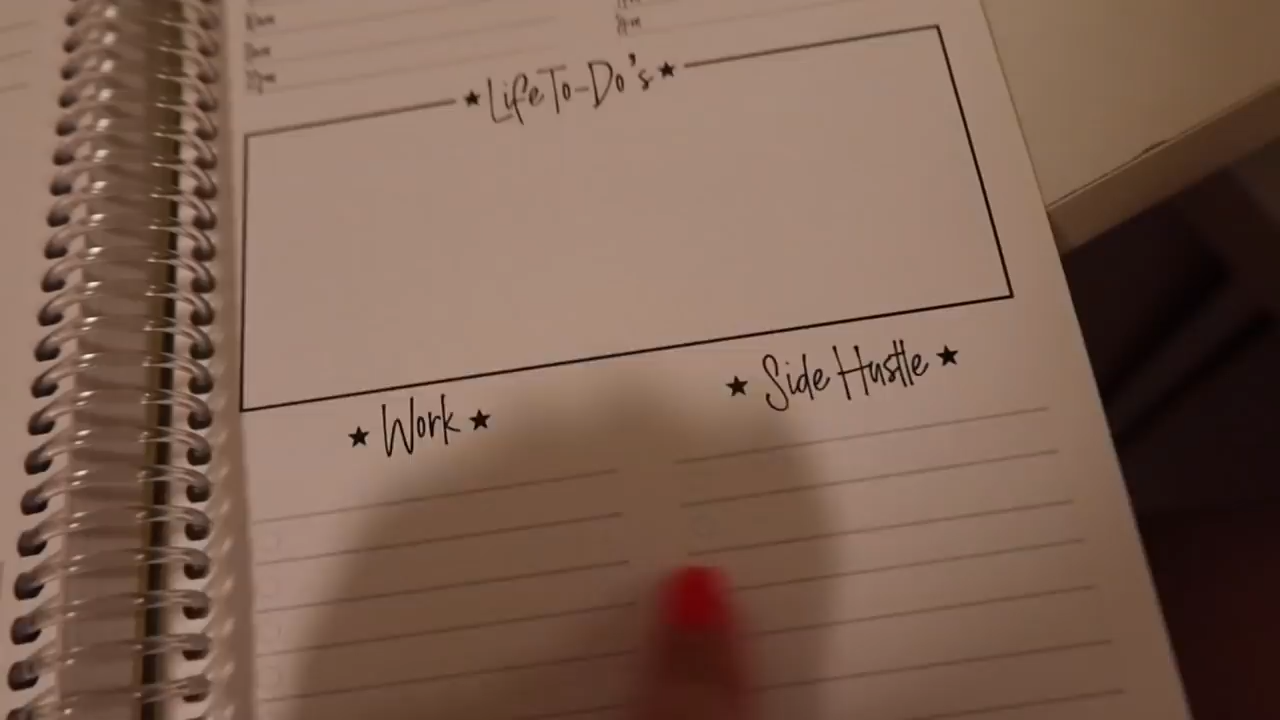 ★ Life To-Do's ★
★ Work ★
★ Side Hustle ★